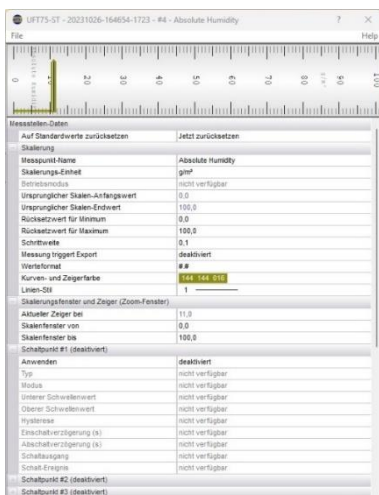 UFT75-ST - 20231026-164654-1723 - #4 - Absolute Humidity ? ×
File Help
0 10 20 30 40 50 60 70 80 90 100
Messstellen-Daten
Auf Standardwerte zurücksetzen Jetzt zurücksetzen
Skalierung
Messpunkt-Name Absolute Humidity
Skalierungs-Einheit g/m³
Betriebsmodus nicht verfügbar
Ursprunglicher Skalen-Anfangswert 0,0
Ursprunglicher Skalen-Endwert 100,0
Rücksetzwert für Minimum 0,0
Rücksetzwert für Maximum 100,0
Schrittweite 0,1
Messung triggert Export deaktiviert
Werteformat #.#
Kurven- und Zeigerfarbe 144 144 016
Linien-Stil 1
Skalierungsfenster und Zeiger (Zoom-Fenster)
Aktueller Zeiger bei 11,9
Skalenfenster von 0,0
Skalenfenster bis 100,0
Schaltpunkt #1 (deaktiviert)
Anwenden deaktiviert
Typ nicht verfügbar
Modus nicht verfügbar
Unterer Schwellenwert nicht verfügbar
Oberer Schwellenwert nicht verfügbar
Hysterese nicht verfügbar
Einschaltverzögerung (s) nicht verfügbar
Abschaltverzögerung (s) nicht verfügbar
Schaltausgang nicht verfügbar
Schalt-Ereignis nicht verfügbar
Schaltpunkt #2 (deaktiviert)
Schaltpunkt #3 (deaktiviert)